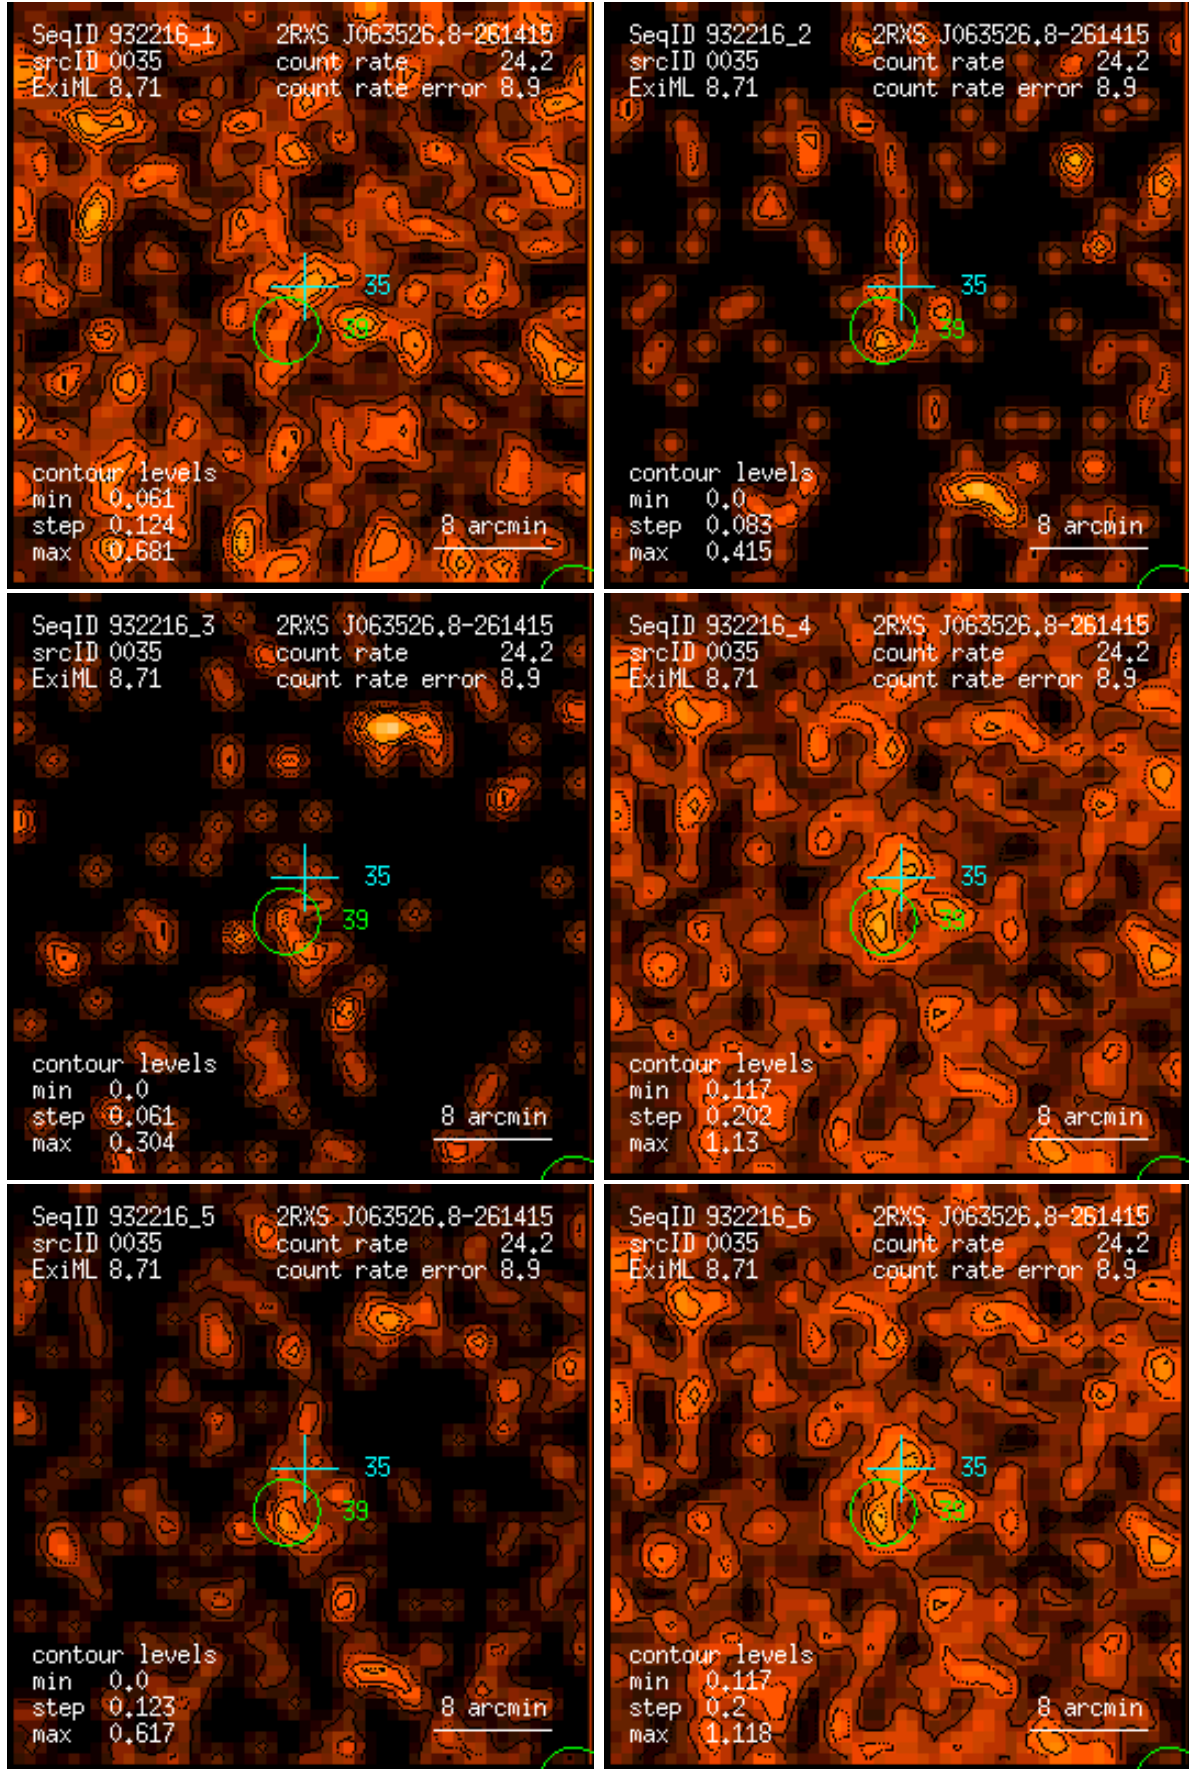 SeqID 932216_1 2RXS J063526.8-261415
srcID 0035 count rate 24.2
ExiML 8.71 count rate error 8.9
35
39
contour levels
min 0.061
step 0.124
max 0.681
8 arcmin
SeqID 932216_2 2RXS J063526.8-261415
srcID 0035 count rate 24.2
ExiML 8.71 count rate error 8.9
35
39
contour levels
min 0.0
step 0.083
max 0.415
8 arcmin
SeqID 932216_3 2RXS J063526.8-261415
srcID 0035 count rate 24.2
ExiML 8.71 count rate error 8.9
35
39
contour levels
min 0.0
step 0.061
max 0.304
8 arcmin
SeqID 932216_4 2RXS J063526.8-261415
srcID 0035 count rate 24.2
ExiML 8.71 count rate error 8.9
35
39
contour levels
min 0.117
step 0.202
max 1.13
8 arcmin
SeqID 932216_5 2RXS J063526.8-261415
srcID 0035 count rate 24.2
ExiML 8.71 count rate error 8.9
35
39
contour levels
min 0.0
step 0.123
max 0.617
8 arcmin
SeqID 932216_6 2RXS J063526.8-261415
srcID 0035 count rate 24.2
ExiML 8.71 count rate error 8.9
35
39
contour levels
min 0.117
step 0.2
max 1.118
8 arcmin